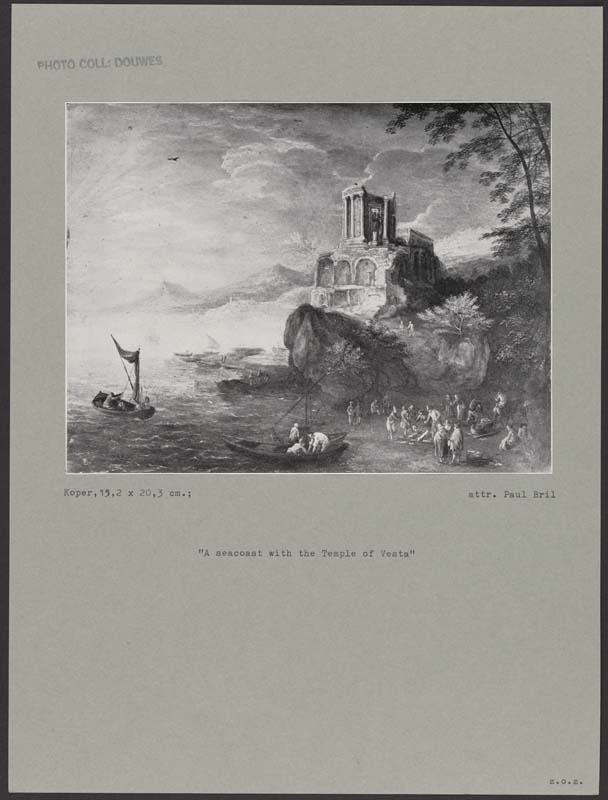 PHOTO COLL: DOUWES
Koper,15,2 x 20,3 cm.; attr. Paul Bril
"A seacoast with the Temple of Vesta"
z.o.z.